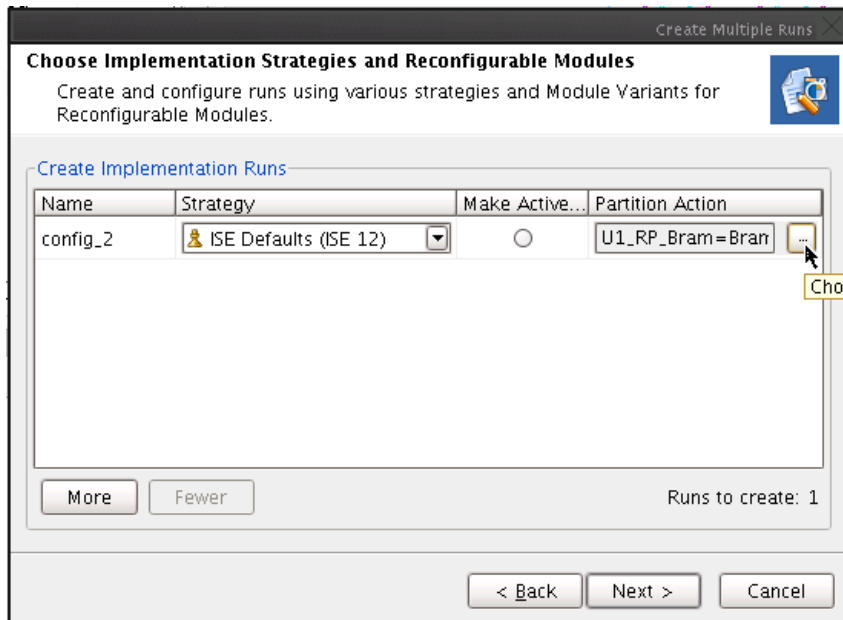 Create Multiple Runs
Choose Implementation Strategies and Reconfigurable Modules
Create and configure runs using various strategies and Module Variants for
Reconfigurable Modules.
Create Implementation Runs
Name Strategy Make Active... Partition Action
config_2 ISE Defaults (ISE 12) U1_RP_Bram=Bram ...
Cho
More Fewer Runs to create: 1
< Back Next > Cancel